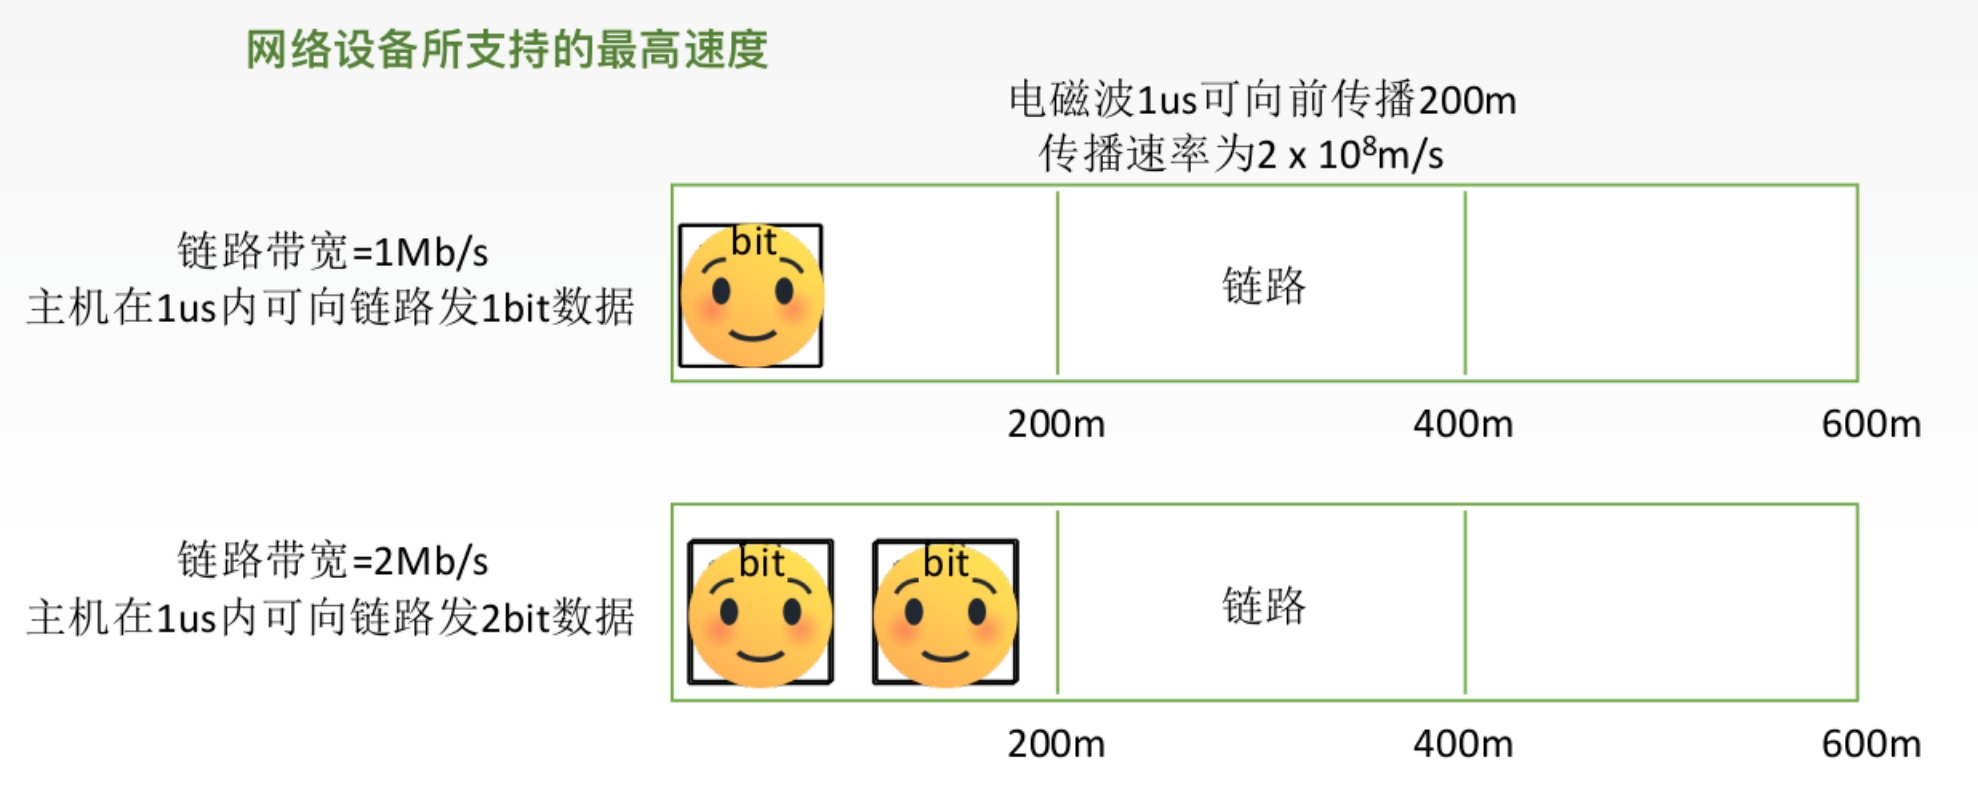 网络设备所支持的最高速度
电磁波1us可向前传播200m
传播速率为2 x 10⁸m/s
链路带宽=1Mb/s
主机在1us内可向链路发1bit数据
bit
链路
200m
400m
600m
链路带宽=2Mb/s
主机在1us内可向链路发2bit数据
bit
bit
链路
200m
400m
600m